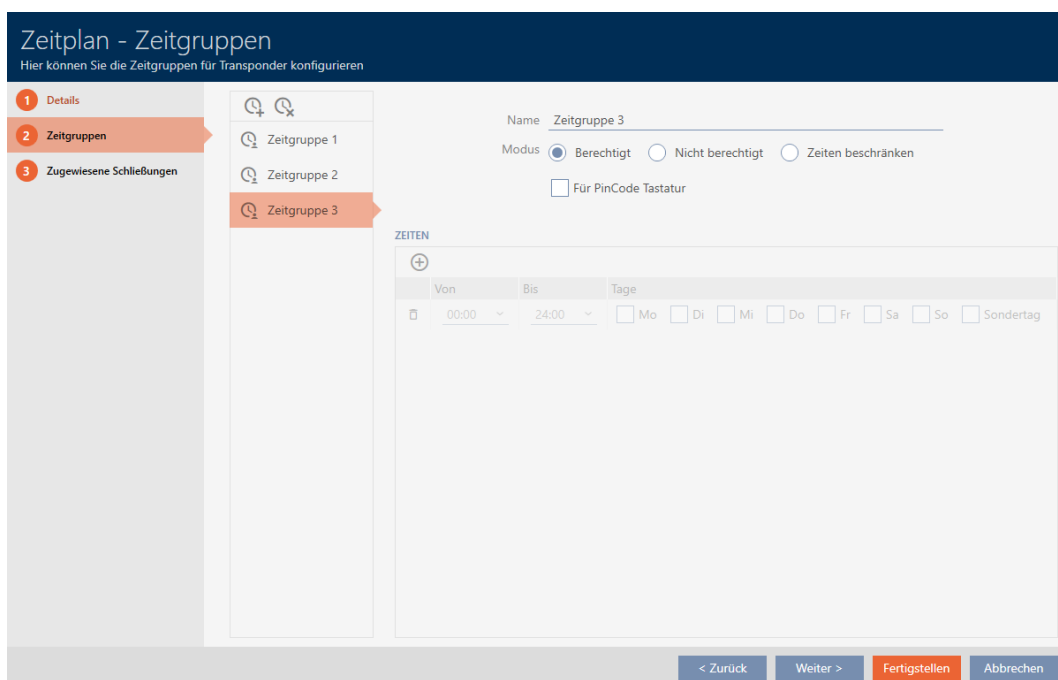 Zeitplan - Zeitgruppen
Hier können Sie die Zeitgruppen für Transponder konfigurieren
1 Details
2 Zeitgruppen
3 Zugewiesene Schließungen
Zeitgruppe 1
Zeitgruppe 2
Zeitgruppe 3
Name Zeitgruppe 3
Modus Berechtigt Nicht berechtigt Zeiten beschränken
Für PinCode Tastatur
ZEITEN
Von Bis Tage
00:00 24:00 Mo Di Mi Do Fr Sa So Sondertag
< Zurück Weiter > Fertigstellen Abbrechen